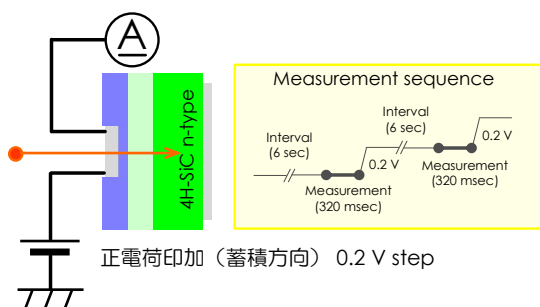 A
4H-SiC n-type
Measurement sequence
Interval
(6 sec)
0.2 V
Measurement
(320 msec)
Interval
(6 sec)
0.2 V
Measurement
(320 msec)
正電荷印加（蓄積方向） 0.2 V step